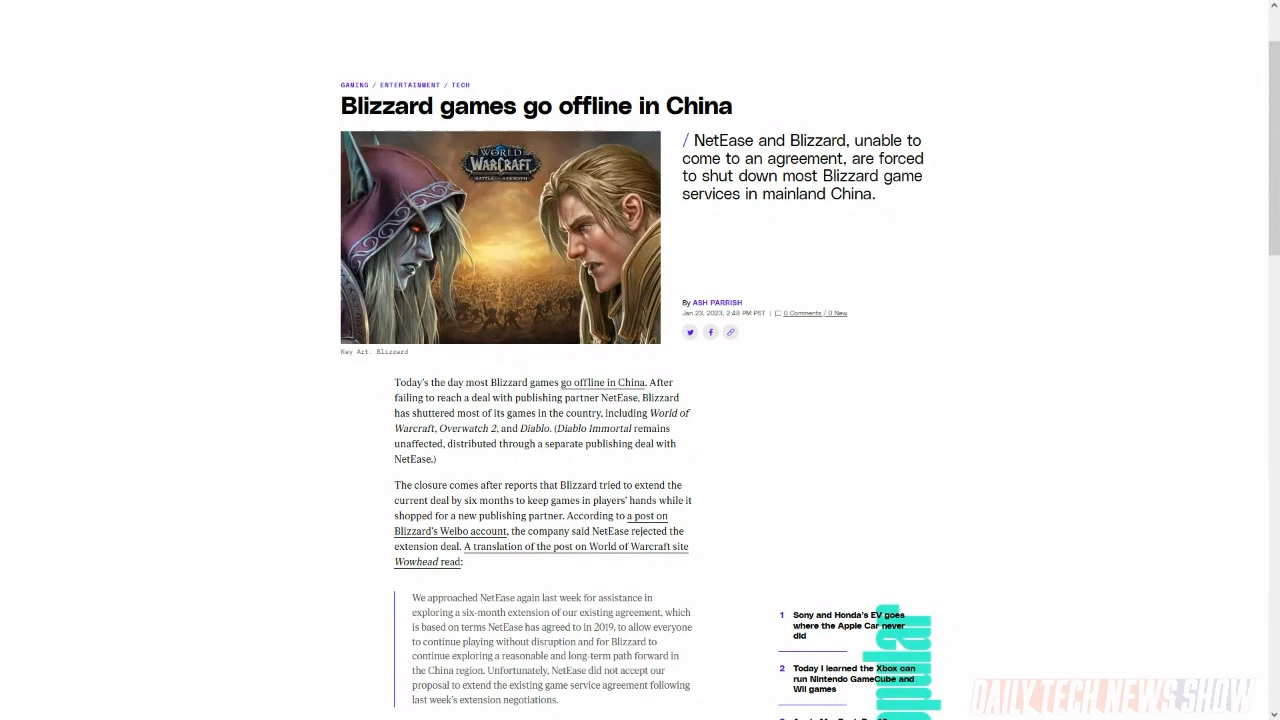 GAMING / ENTERTAINMENT / TECH
Blizzard games go offline in China
WORLD
WARCRAFT
/ NetEase and Blizzard, unable to
come to an agreement, are forced
to shut down most Blizzard game
services in mainland China.
By ASH PARRISH
Jan 23, 2023, 2:48 PM PST | 0 Comments / 0 New
Key Art: Blizzard
Today's the day most Blizzard games go offline in China. After
failing to reach a deal with publishing partner NetEase, Blizzard
has shuttered most of its games in the country, including World of
Warcraft, Overwatch 2, and Diablo. (Diablo Immortal remains
unaffected, distributed through a separate publishing deal with
NetEase.)
The closure comes after reports that Blizzard tried to extend the
current deal by six months to keep games in players' hands while it
shopped for a new publishing partner. According to a post on
Blizzard's Weibo account, the company said NetEase rejected the
extension deal. A translation of the post on World of Warcraft site
Wowhead read:
We approached NetEase again last week for assistance in
exploring a six-month extension of our existing agreement, which
is based on terms NetEase has agreed to in 2019, to allow everyone
to continue playing without disruption and for Blizzard to
continue exploring a reasonable and long-term path forward in
the China region. Unfortunately, NetEase did not accept our
proposal to extend the existing game service agreement following
last week's extension negotiations.
1 Sony and Honda's EV goes
where the Apple Car never
did
2 Today I learned the Xbox can
run Nintendo GameCube and
Wii games
DAILY TECH NEWS SHOW